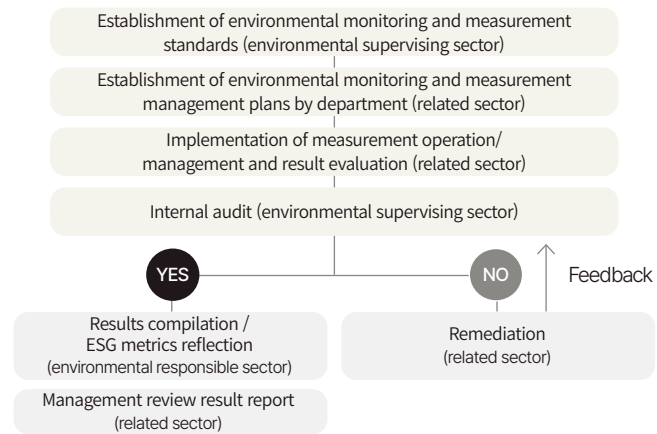 Establishment of environmental monitoring and measurement
standards (environmental supervising sector)
Establishment of environmental monitoring and measurement
management plans by department (related sector)
Implementation of measurement operation/
management and result evaluation (related sector)
Internal audit (environmental supervising sector)
YES
NO
Feedback
Results compilation /
ESG metrics reflection
(environmental responsible sector)
Remediation
(related sector)
Management review result report
(related sector)